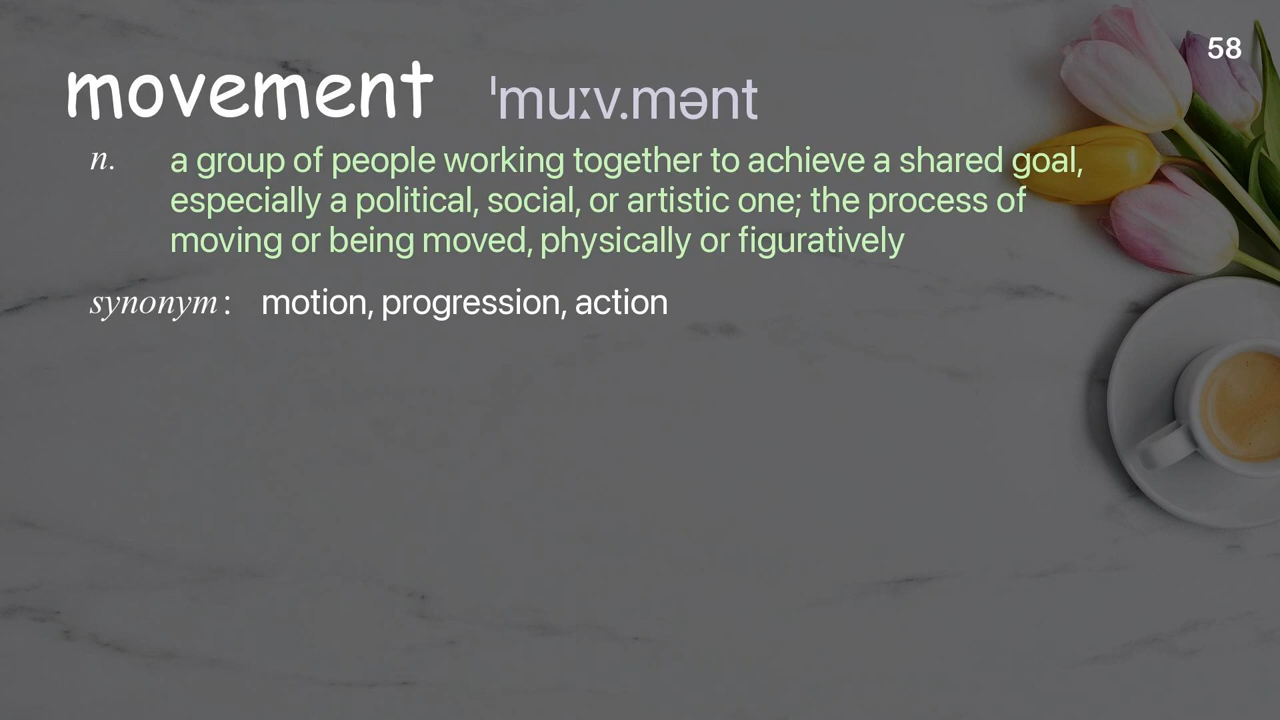 58
movement ˈmuːv.mənt
n. a group of people working together to achieve a shared goal,
especially a political, social, or artistic one; the process of
moving or being moved, physically or figuratively
synonym: motion, progression, action